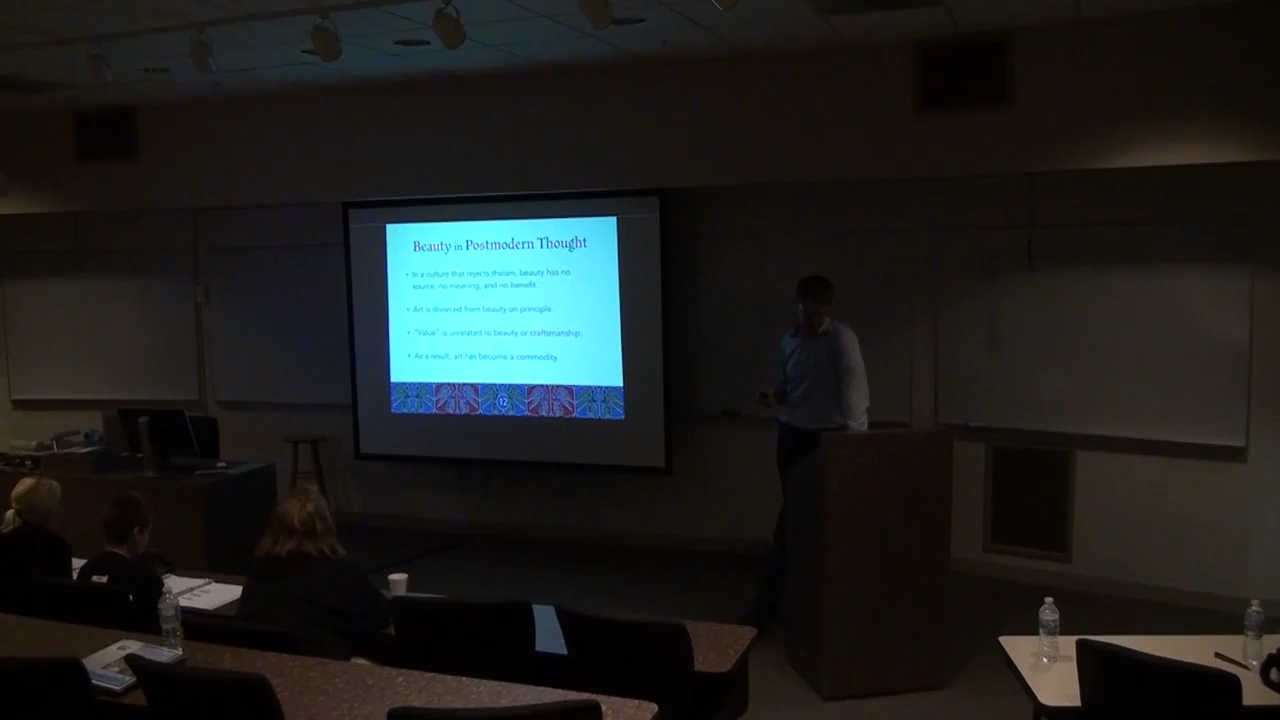 Beauty in Postmodern Thought
• In a culture that rejects theism, beauty has no
source, no meaning, and no benefit.
• Art is divorced from beauty on principle.
• "Value" is unrelated to beauty or craftsmanship.
• As a result, art has become a commodity.
12